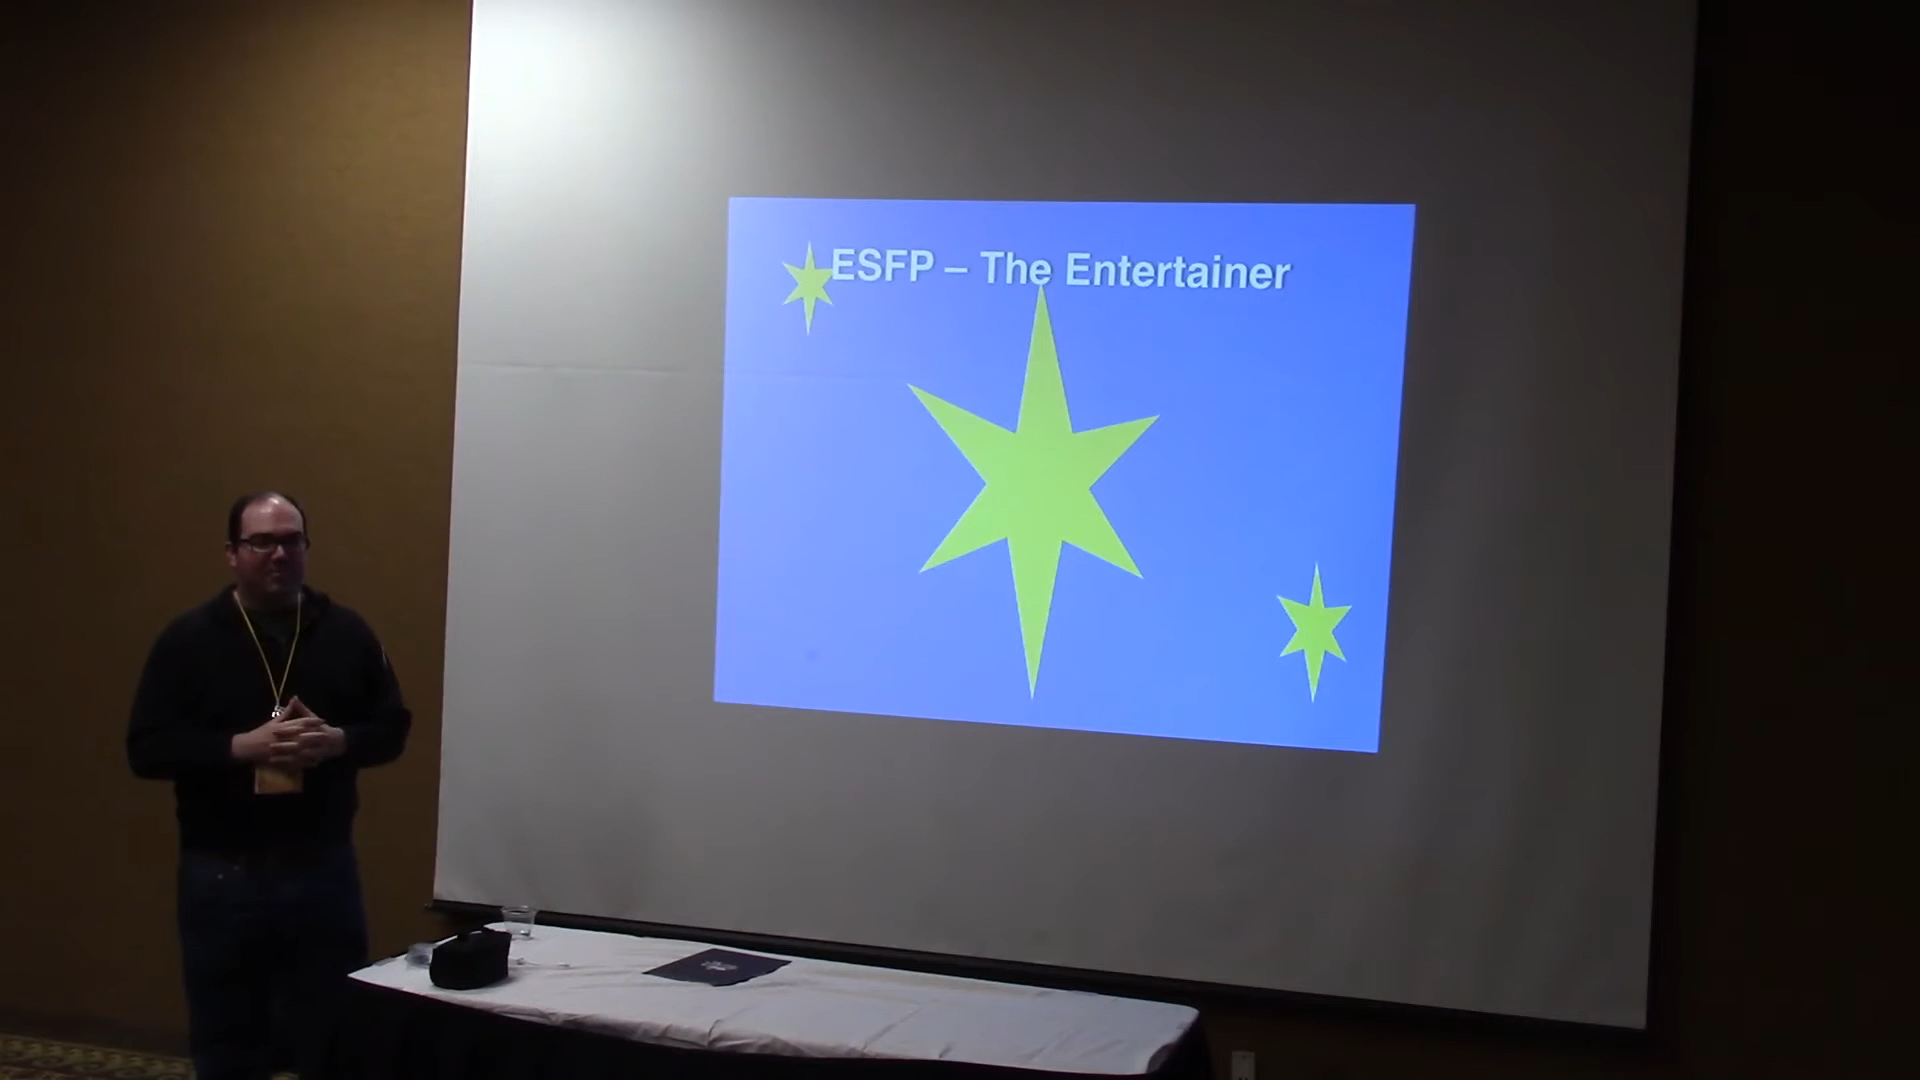 ESFP – The Entertainer